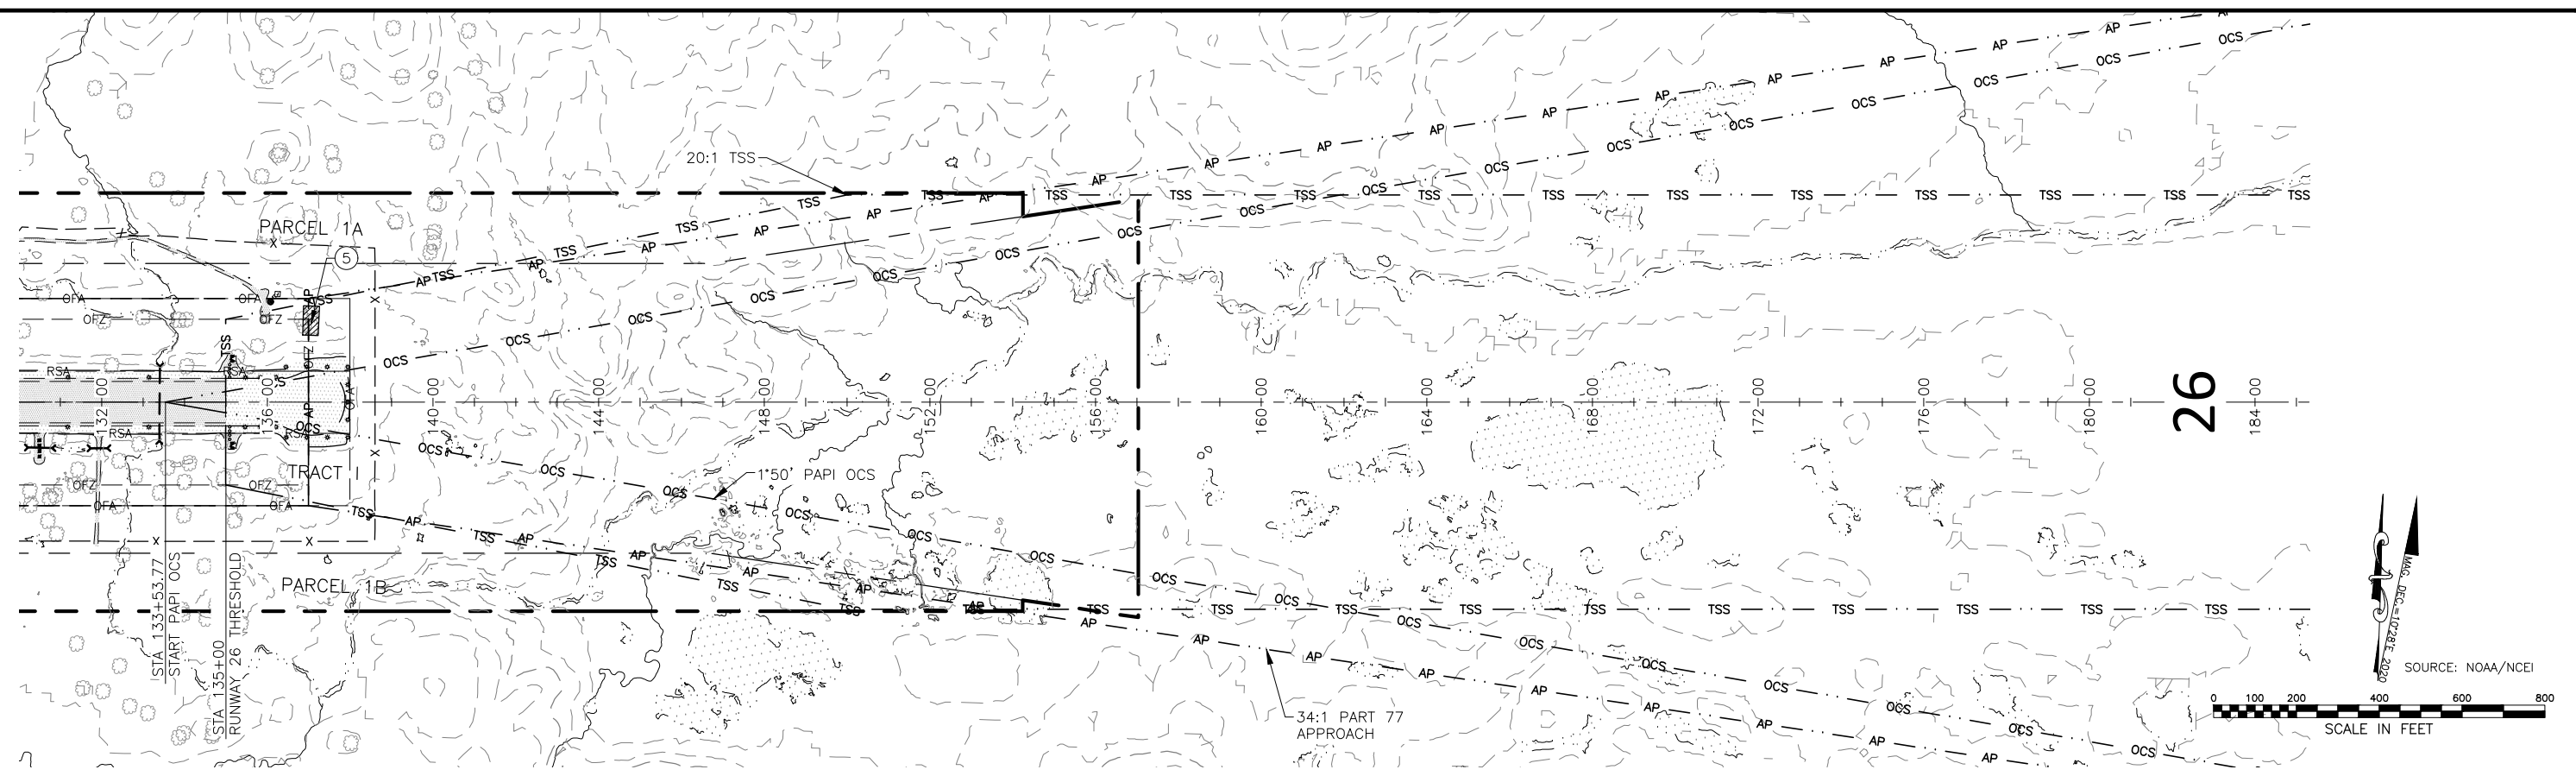 20:1 TSS
PARCEL 1A
5
AP
OCS
TSS
OFA
OFZ
RSA
132+00
136+00
140+00
144+00
148+00
152+00
156+00
160+00
164+00
168+00
172+00
176+00
180+00
184+00
26
TRACT I
1°50' PAPI OCS
PARCEL 1B
STA 133+53.77
START PAPI OCS
STA 135+00
RUNWAY 26 THRESHOLD
34:1 PART 77
APPROACH
MAG. DEC.=10°28'E 2020
SOURCE: NOAA/NCEI
0 100 200 400 600 800
SCALE IN FEET